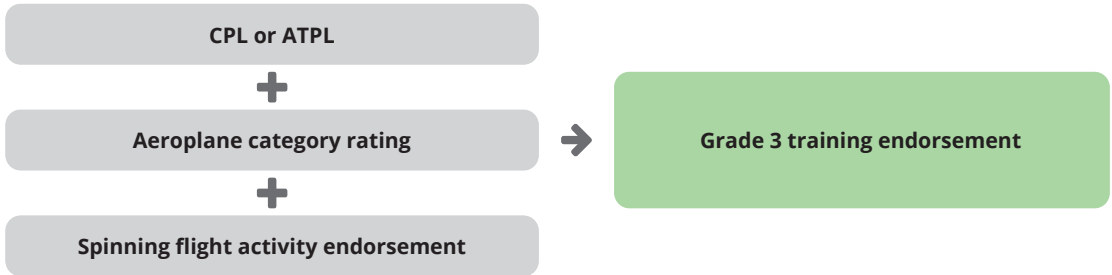 CPL or ATPL
Aeroplane category rating
Grade 3 training endorsement
Spinning flight activity endorsement